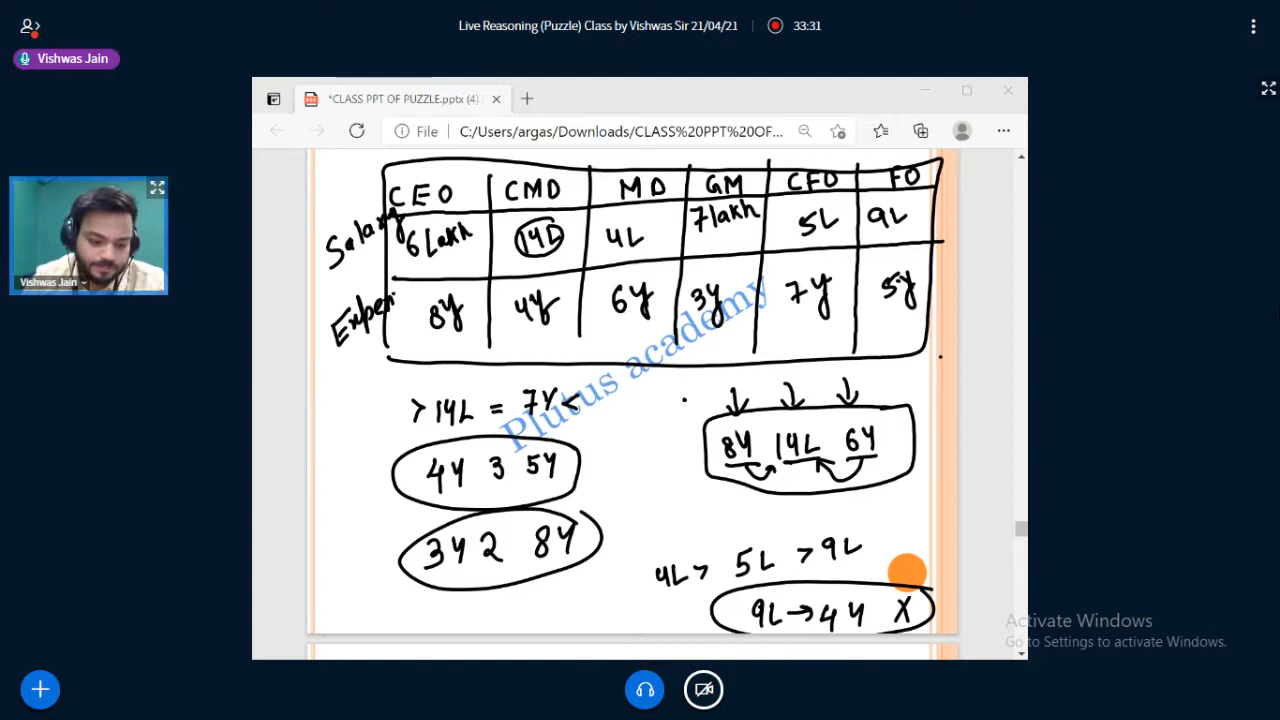 Live Reasoning (Puzzle) Class by Vishwas Sir 21/04/21 33:31
Vishwas Jain
*CLASS PPT OF PUZZLE.pptx (4).
File C:/Users/argas/Downloads/CLASS%20PPT%20OF...
CEO CMD MD GM CFO FO
Salary 6 Lakh 14L 4L 7 lakh 5L 9L
Experi 8Y 4Y 6Y 3Y 7Y 5Y
Vishwas Jain
Plutus academy
> 14L = 7Y <
8Y 14L 6Y
4Y 3 5Y
3Y 2 8Y
4L > 5L > 9L
9L → 4Y X
Activate Windows
Go to Settings to activate Windows.